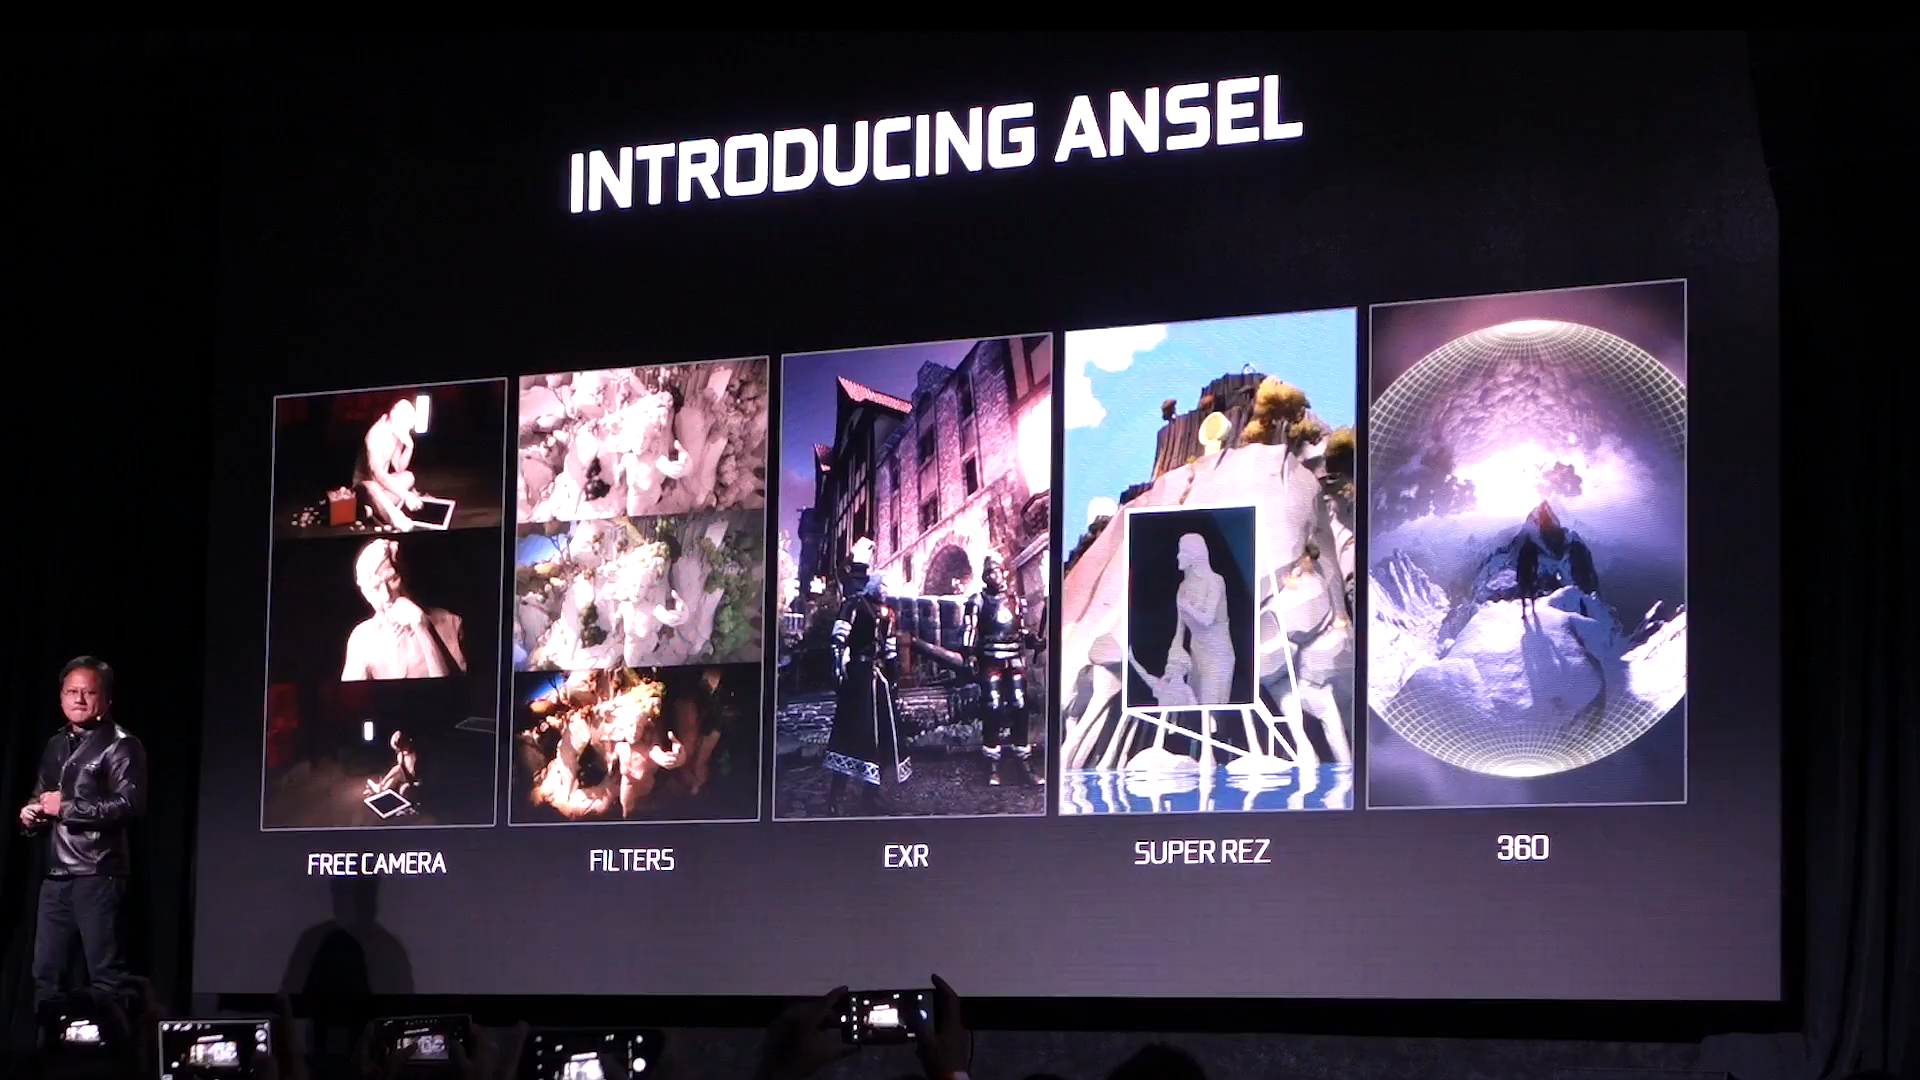 INTRODUCING ANSEL
FREE CAMERA
FILTERS
EXR
SUPER REZ
360